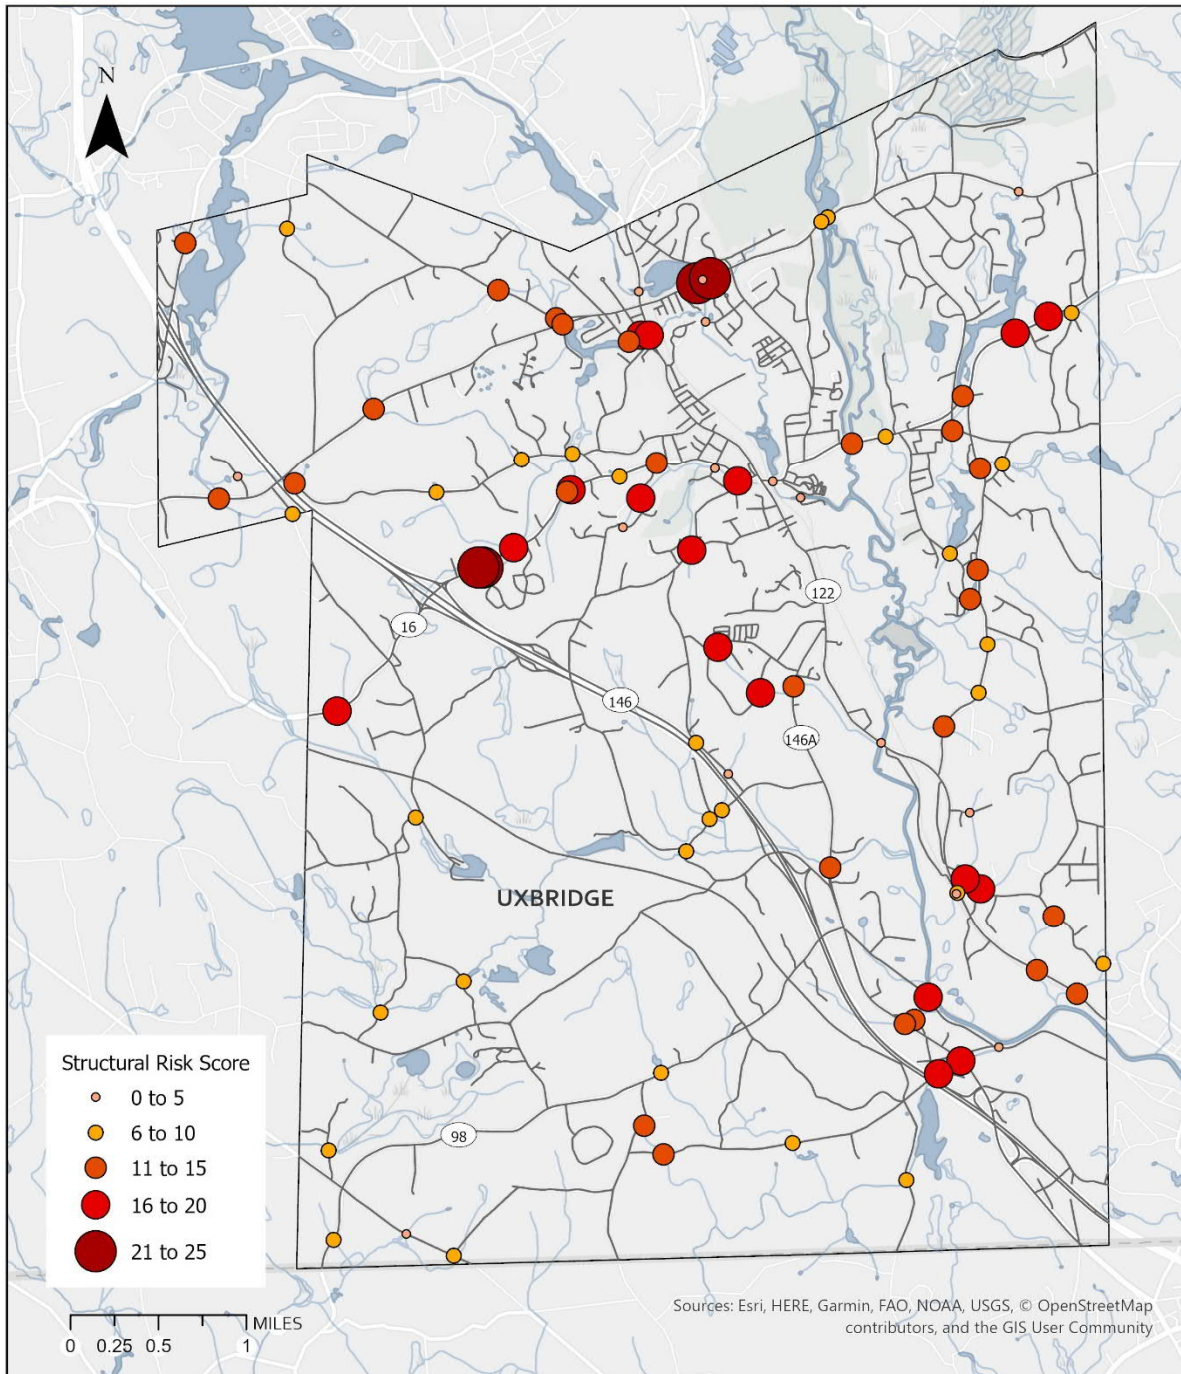 N
122
16
146
146A
UXBRIDGE
Structural Risk Score
0 to 5
6 to 10
11 to 15
16 to 20
21 to 25
98
MILES
0 0.25 0.5 1
Sources: Esri, HERE, Garmin, FAO, NOAA, USGS, © OpenStreetMap
contributors, and the GIS User Community